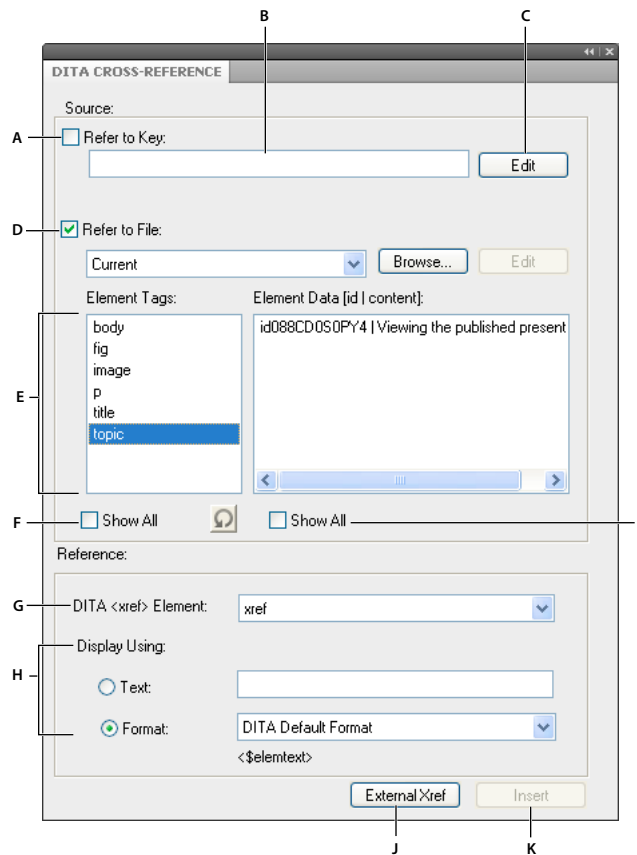 B C
DITA CROSS-REFERENCE
Source:
A Refer to Key:
Edit
D Refer to File:
Current Browse... Edit
Element Tags: Element Data [id | content]:
body id088CD0S0PY4 | Viewing the published present
fig
image
E p
title
topic
F Show All Show All
Reference:
G DITA <xref> Element: xref
Display Using:
H
Text:
Format: DITA Default Format
<$elemtext>
External Xref Insert
J K